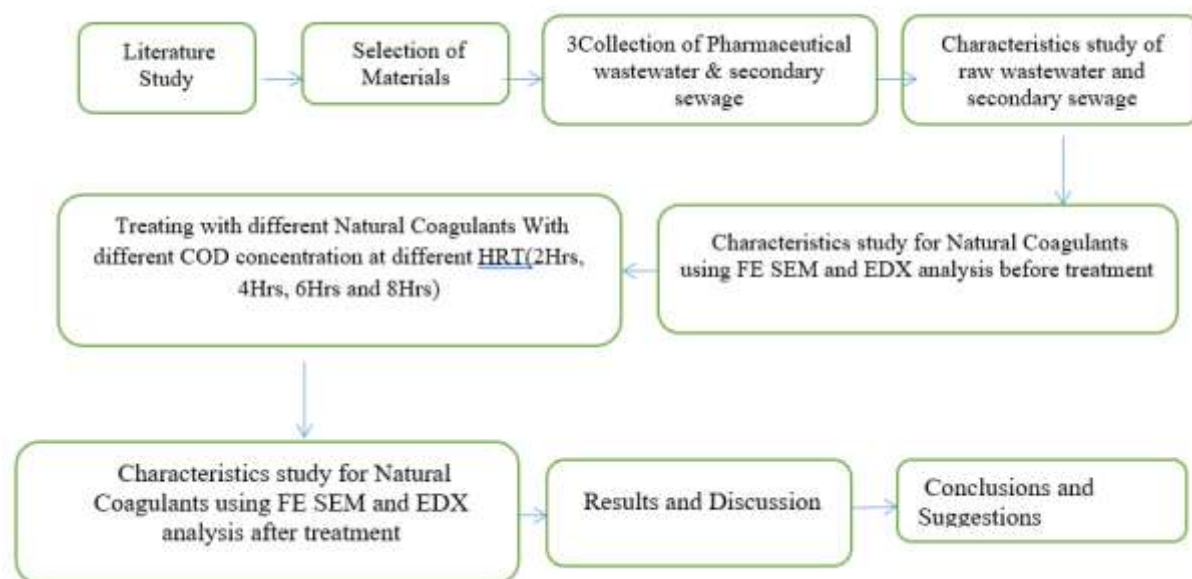 Literature
Study
Selection of
Materials
3Collection of Pharmaceutical
wastewater & secondary
sewage
Characteristics study of
raw wastewater and
secondary sewage
Characteristics study for Natural Coagulants
using FE SEM and EDX analysis before treatment
Treating with different Natural Coagulants With
different COD concentration at different HRT(2Hrs,
4Hrs, 6Hrs and 8Hrs)
Characteristics study for Natural
Coagulants using FE SEM and EDX
analysis after treatment
Results and Discussion
Conclusions and
Suggestions